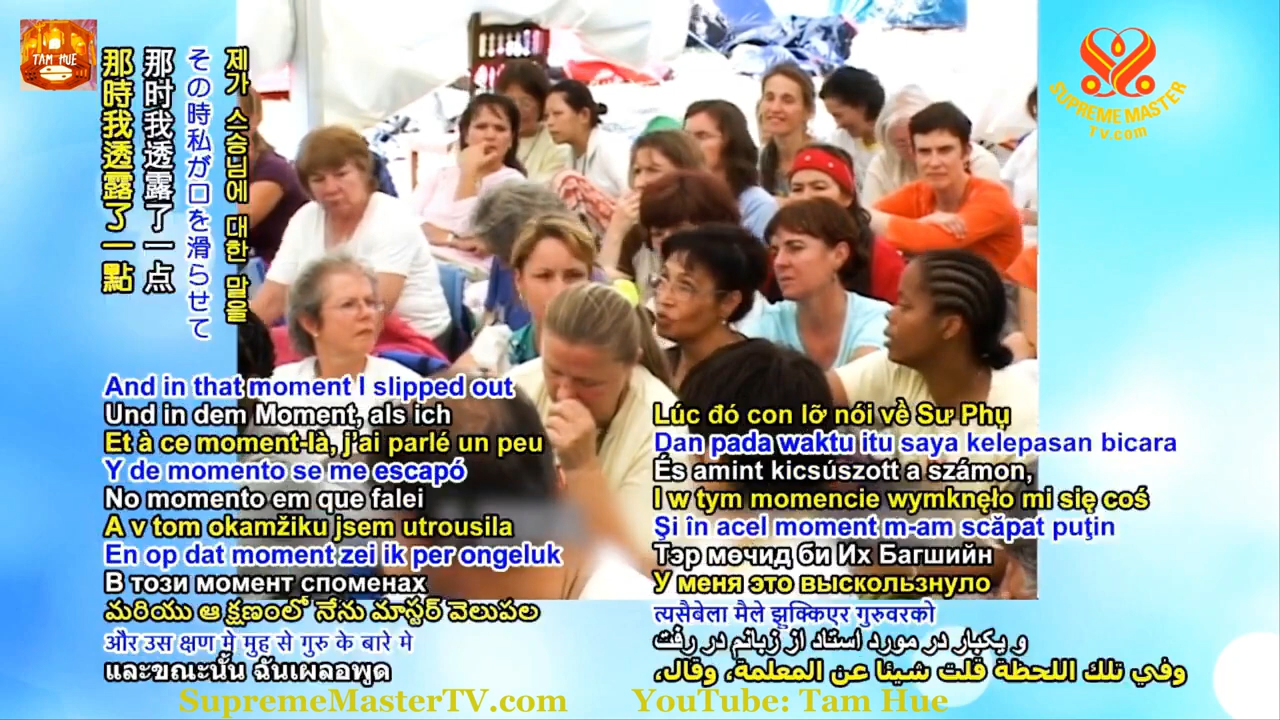 TAM HUE
SUPREME MASTER
TV.com
제가 스승님에 대한 말을
その時私が口を滑らせて
那时我透露了一点
那時我透露了一點
And in that moment I slipped out
Und in dem Moment, als ich
Et à ce moment-là, j'ai parlé un peu
Y de momento se me escapó
No momento em que falei
A v tom okamžiku jsem utrousila
En op dat moment zei ik per ongeluk
В този момент споменах
మరియు ఆ క్షణంలో నేను మాస్టర్ వెలుపల
और उस क्षण मे मुह से गुरु के बारे मे
และขณะนั้น ฉันเผลอพูด
Lúc đó con lỡ nói về Sư Phụ
Dan pada waktu itu saya kelepasan bicara
És amint kicsúszott a számon,
I w tym momencie wymknęło mi się coś
Şi în acel moment m-am scăpat puţin
Тэр мөчид би Их Багшийн
У меня это выскользнуло
त्यसैबेला मैले झुक्किएर गुरुवरको
و یکبار در مورد استاد از زبانم در رفت
وفي تلك اللحظة قلت شيئا عن المعلمة، وقال،
SupremeMasterTV.com
YouTube: Tam Hue